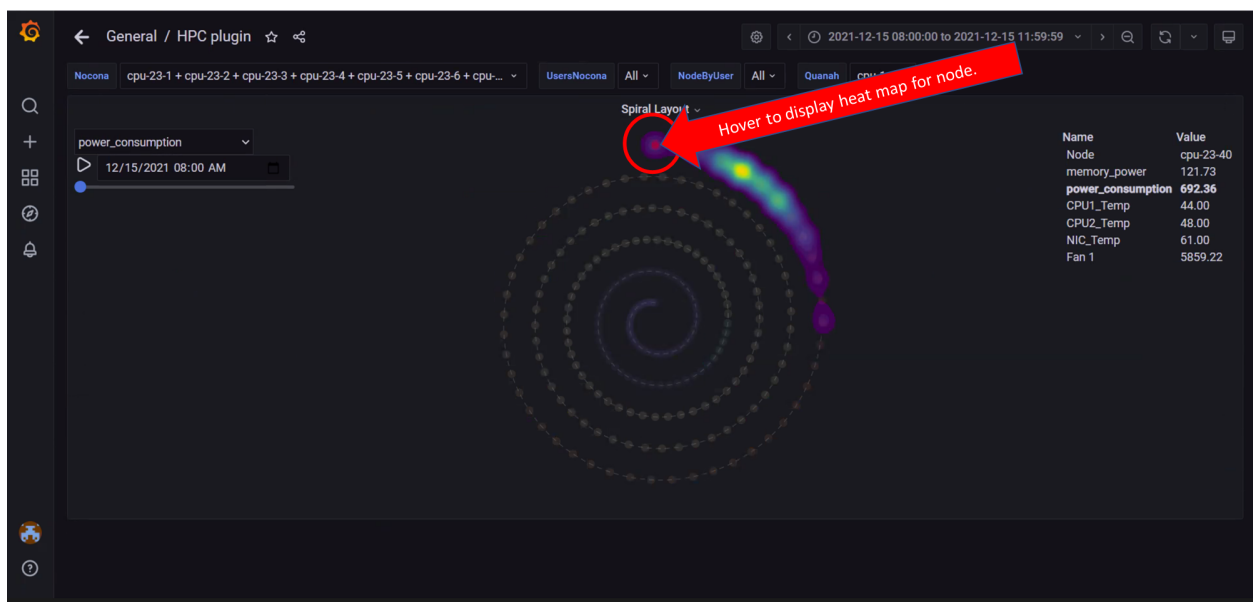 General / HPC plugin
2021-12-15 08:00:00 to 2021-12-15 11:59:59
Nocona cpu-23-1 + cpu-23-2 + cpu-23-3 + cpu-23-4 + cpu-23-5 + cpu-23-6 + cpu-... UsersNocona All NodeByUser All Quanah
Hover to display heat map for node.
Spiral Layout
power_consumption
12/15/2021 08:00 AM
Name Value
Node cpu-23-40
memory_power 121.73
power_consumption 692.36
CPU1_Temp 44.00
CPU2_Temp 48.00
NIC_Temp 61.00
Fan 1 5859.22